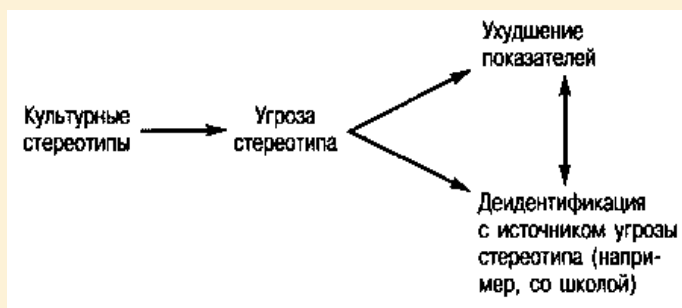 Культурные
стереотипы
Угроза
стереотипа
Ухудшение
показателей
Деидентификация
с источником угрозы
стереотипа (напри-
мер, со школой)